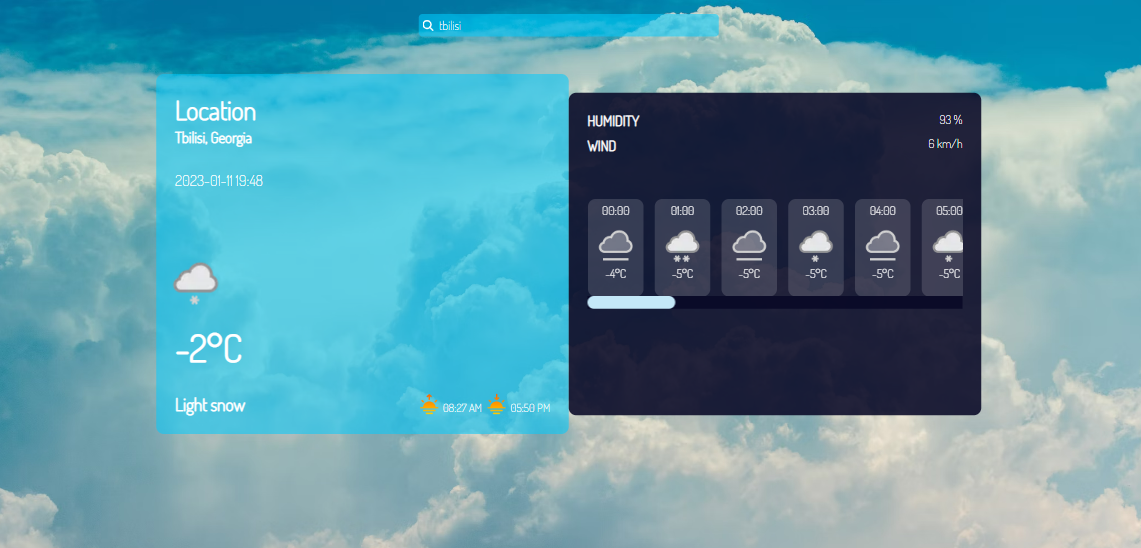 tbilisi
Location
Tbilisi, Georgia
2023-01-11 19:48
-2°C
Light snow
08:27 AM 05:50 PM
HUMIDITY 93 %
WIND 6 km/h
00:00 01:00 02:00 03:00 04:00 05:00
-4°C -5°C -5°C -5°C -5°C -5°C